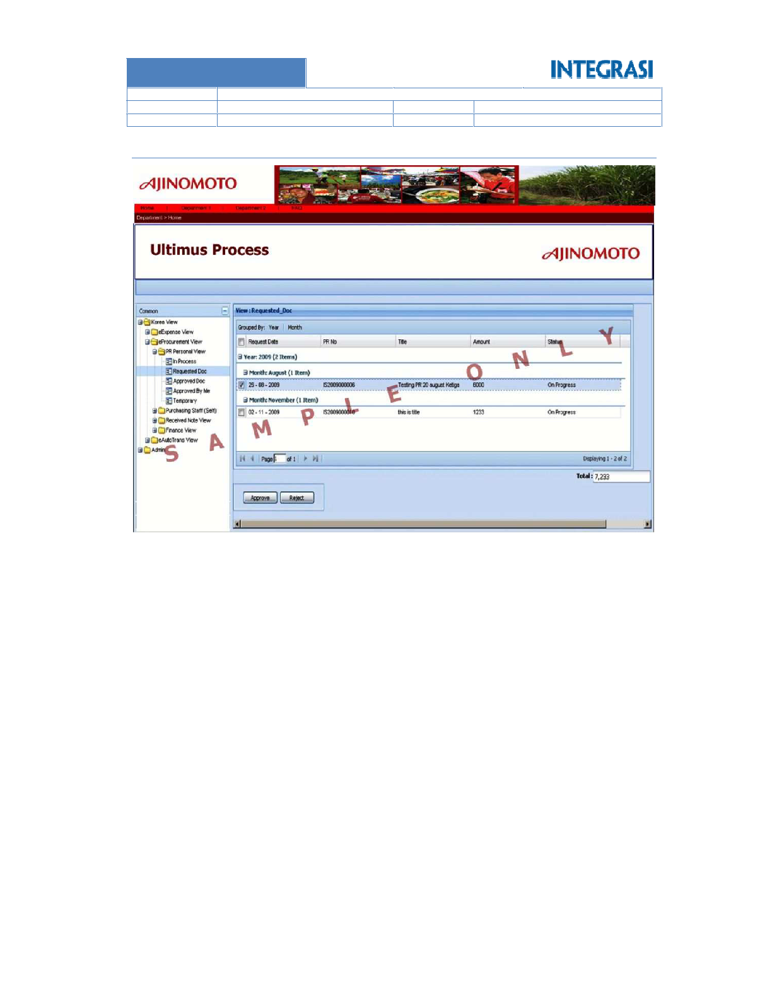 INTEGRASI
AJINOMOTO
Home | Department 1 | Department 2 | FAQ
Department > Home
Ultimus Process
AJINOMOTO
Common
Korea View
eExpense View
eProcurement View
PR Personal View
In Process
Requested Doc
Approved Doc
Approved By Me
Temporary
Purchasing Staff (Self)
Received Note View
Finance View
eAutoTrans View
Admin
View : Requested_Doc
Grouped By: Year | Month
Request Date PR No Title Amount Status
Year: 2009 (2 Items)
Month: August (1 Item)
25 - 08 - 2009 IS2009000006 Testing PR 20 august Ketiga 6000 On Progress
Month: November (1 Item)
02 - 11 - 2009 IS2009000010 this is title 1233 On Progress
Page 1 of 1
Displaying 1 - 2 of 2
Total : 7,233
Approve Reject
SAMPLE ONLY